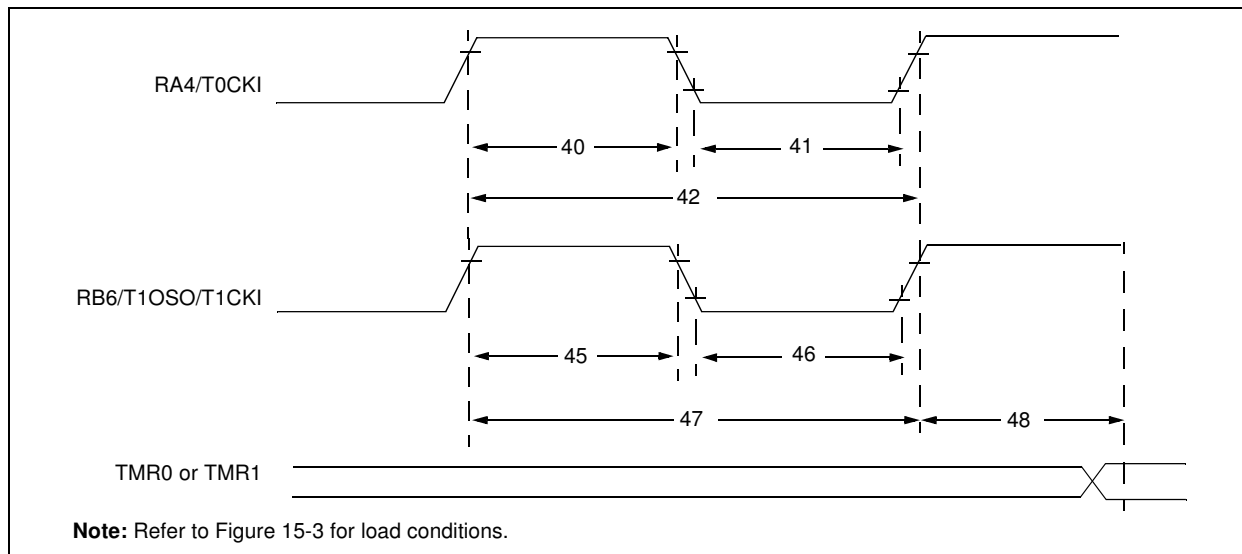 RA4/T0CKI
40
41
42
RB6/T1OSO/T1CKI
45
46
47
48
TMR0 or TMR1
Note: Refer to Figure 15-3 for load conditions.